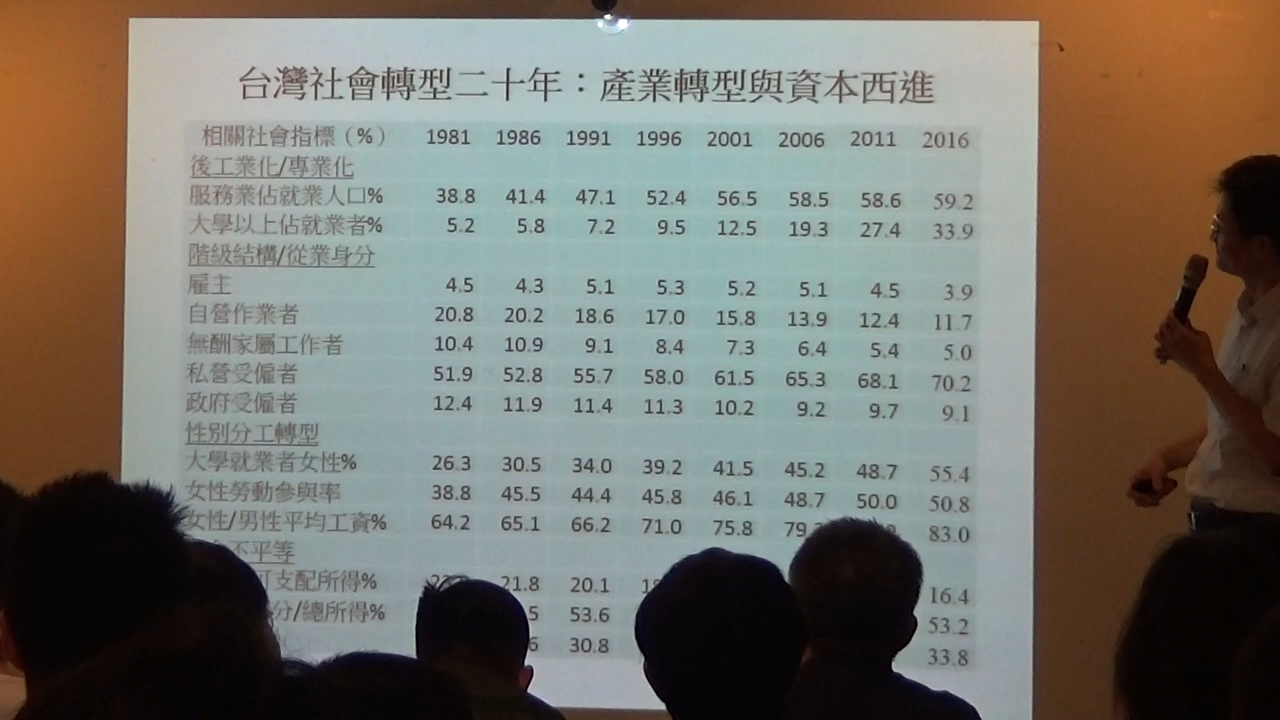 台灣社會轉型二十年：產業轉型與資本西進
相關社會指標（%） 1981 1986 1991 1996 2001 2006 2011 2016
後工業化/專業化
服務業佔就業人口% 38.8 41.4 47.1 52.4 56.5 58.5 58.6 59.2
大學以上佔就業者% 5.2 5.8 7.2 9.5 12.5 19.3 27.4 33.9
階級結構/從業身分
雇主 4.5 4.3 5.1 5.3 5.2 5.1 4.5 3.9
自營作業者 20.8 20.2 18.6 17.0 15.8 13.9 12.4 11.7
無酬家屬工作者 10.4 10.9 9.1 8.4 7.3 6.4 5.4 5.0
私營受僱者 51.9 52.8 55.7 58.0 61.5 65.3 68.1 70.2
政府受僱者 12.4 11.9 11.4 11.3 10.2 9.2 9.7 9.1
性別分工轉型
大學就業者女性% 26.3 30.5 34.0 39.2 41.5 45.2 48.7 55.4
女性勞動參與率 38.8 45.5 44.4 45.8 46.1 48.7 50.0 50.8
女性/男性平均工資% 64.2 65.1 66.2 71.0 75.8 83.0
不平等
支配所得% 21.8 20.1 16.4
分/總所得% 53.6 53.2
30.8 33.8